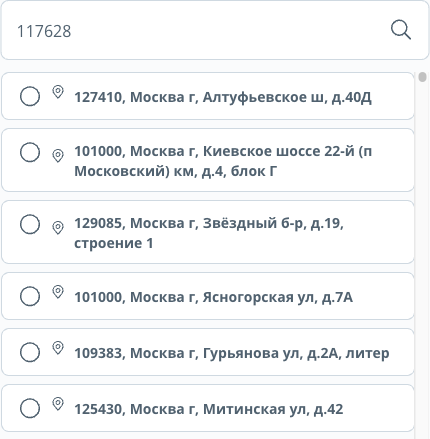 117628
127410, Москва г, Алтуфьевское ш, д.40Д
101000, Москва г, Киевское шоссе 22-й (п
Московский) км, д.4, блок Г
129085, Москва г, Звёздный б-р, д.19,
строение 1
101000, Москва г, Ясногорская ул, д.7А
109383, Москва г, Гурьянова ул, д.2А, литер
125430, Москва г, Митинская ул, д.42